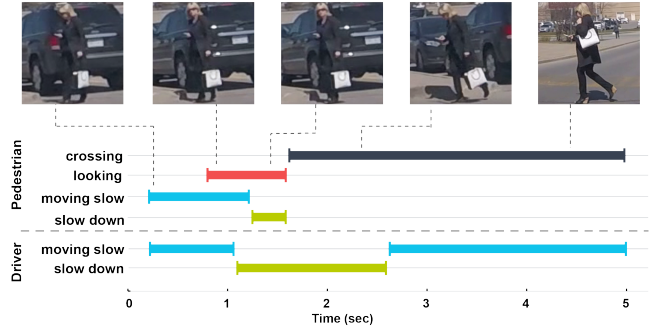 Pedestrian
crossing
looking
moving slow
slow down
Driver
moving slow
slow down
0 1 2 3 4 5
Time (sec)